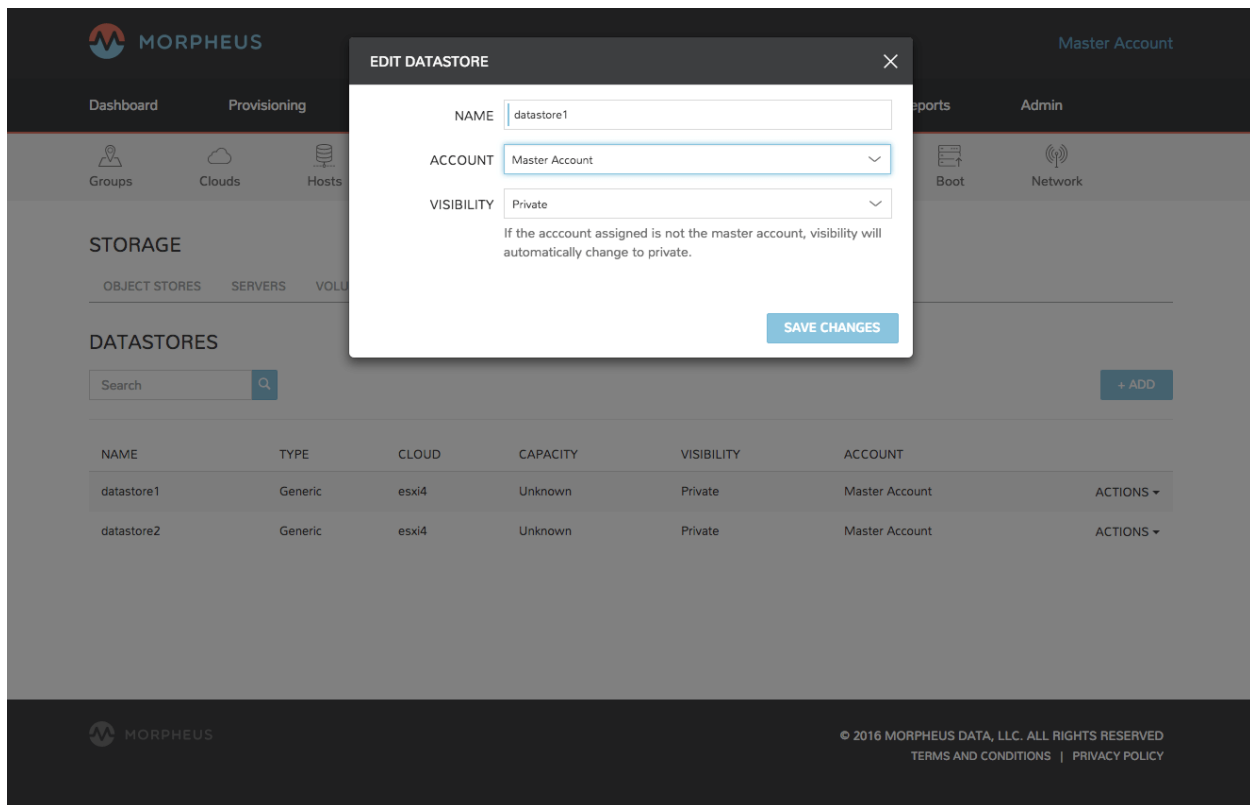 MORPHEUS
Master Account
EDIT DATASTORE
Dashboard Provisioning Admin
NAME datastore1
ACCOUNT Master Account
Groups Clouds Hosts Boot Network
VISIBILITY Private
If the acccount assigned is not the master account, visibility will
automatically change to private.
STORAGE
OBJECT STORES SERVERS
SAVE CHANGES
DATASTORES
Search
+ ADD
NAME TYPE CLOUD CAPACITY VISIBILITY ACCOUNT
datastore1 Generic esxi4 Unknown Private Master Account ACTIONS
datastore2 Generic esxi4 Unknown Private Master Account ACTIONS
MORPHEUS
© 2016 MORPHEUS DATA, LLC. ALL RIGHTS RESERVED
TERMS AND CONDITIONS | PRIVACY POLICY